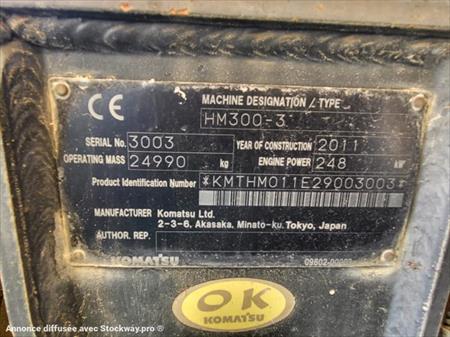 CE
MACHINE DESIGNATION / TYPE
HM300-3
SERIAL No. 3003 YEAR OF CONSTRUCTION 2011
OPERATING MASS 24990 kg ENGINE POWER 248 kW
Product Identification Number *KMTHM011E29003003*
MANUFACTURER Komatsu Ltd.
2-3-6, Akasaka, Minato-ku, Tokyo, Japan
Authorized REP.
KOMATSU
OK
KOMATSU
Annonce diffusée avec Stockway.pro ®